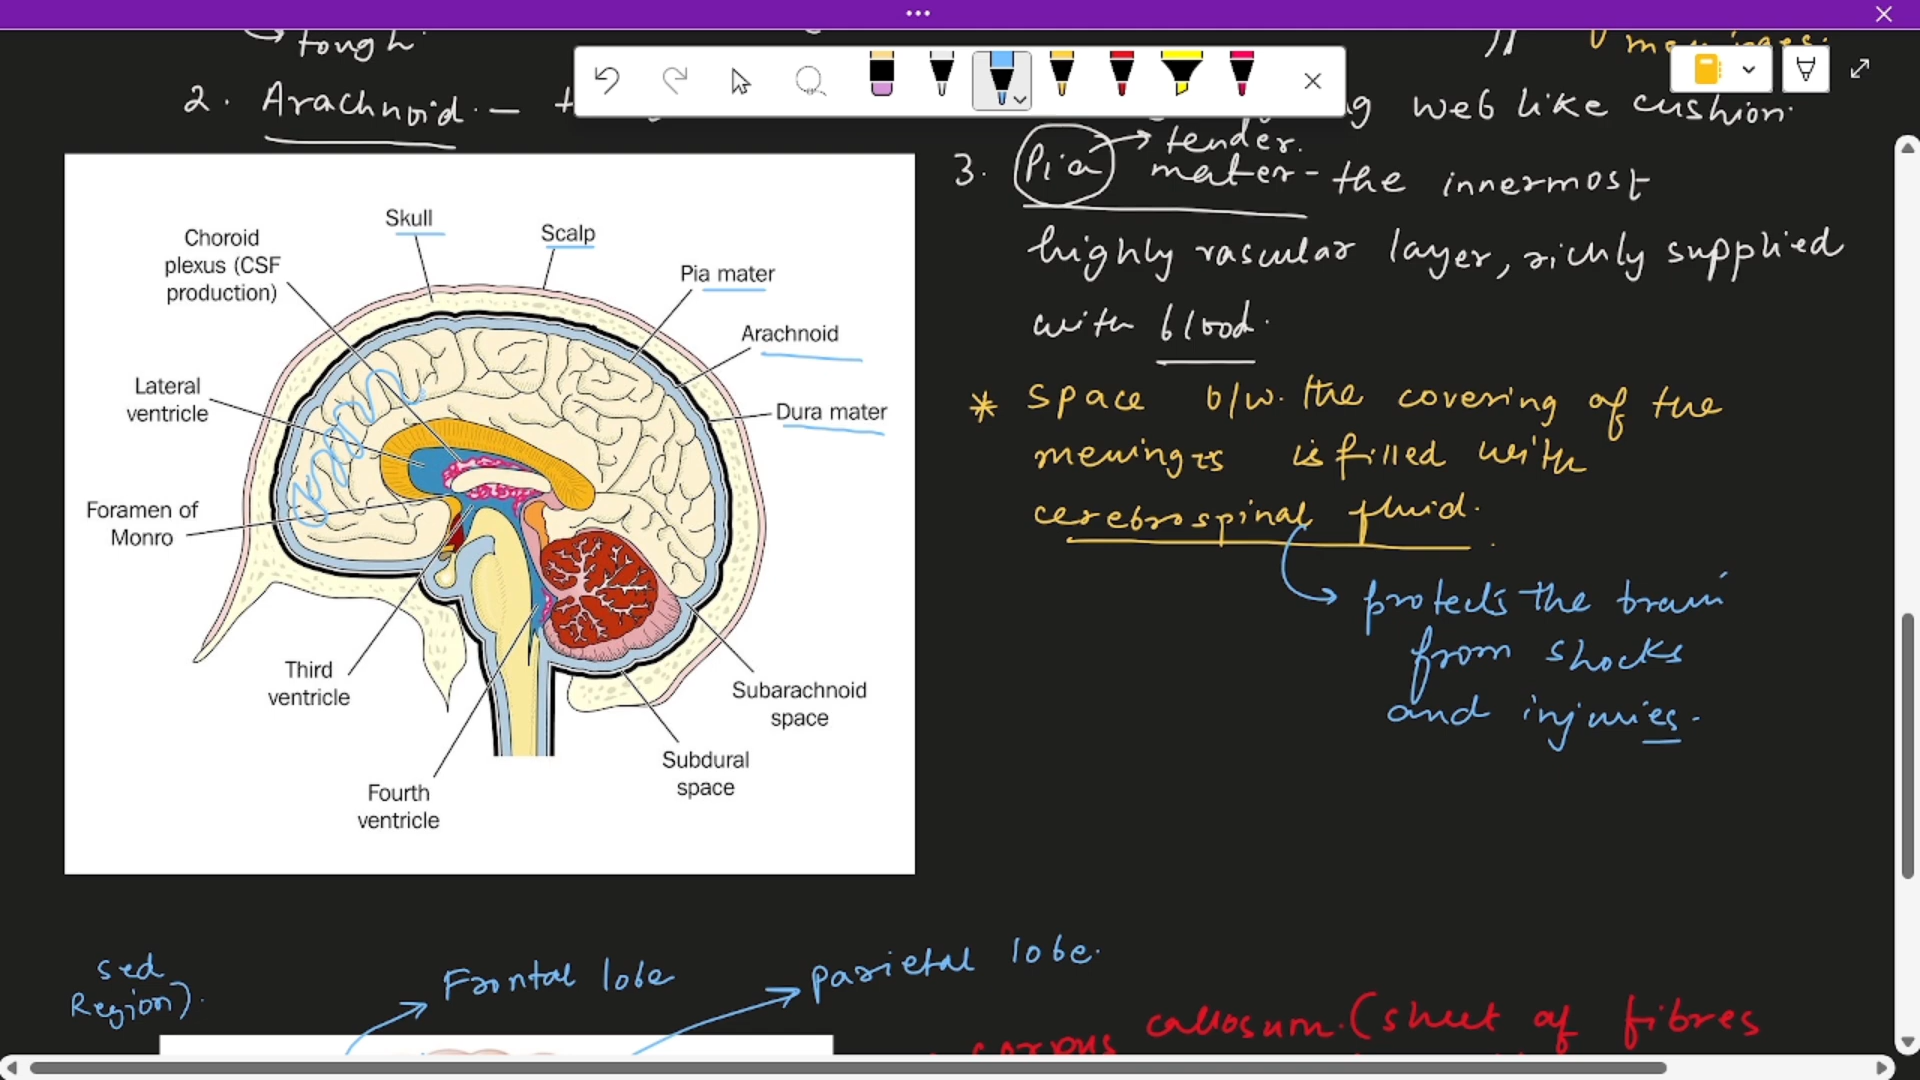 tough.
meninges.
2. Arachnoid. –
web like cushion.
tender.
3. Pia mater – the innermost
highly vascular layer, richly supplied
with blood.
* Space b/w. the covering of the
meninges is filled with
cerebrospinal fluid.
protects the brain
from shocks
and injuries.
Skull
Scalp
Choroid
plexus (CSF
production)
Pia mater
Arachnoid
Lateral
ventricle
Dura mater
Foramen of
Monro
Third
ventricle
Subarachnoid
space
Subdural
space
Fourth
ventricle
sed
Region).
Frontal lobe
parietal lobe.
corpus callosum. (sheet of fibres